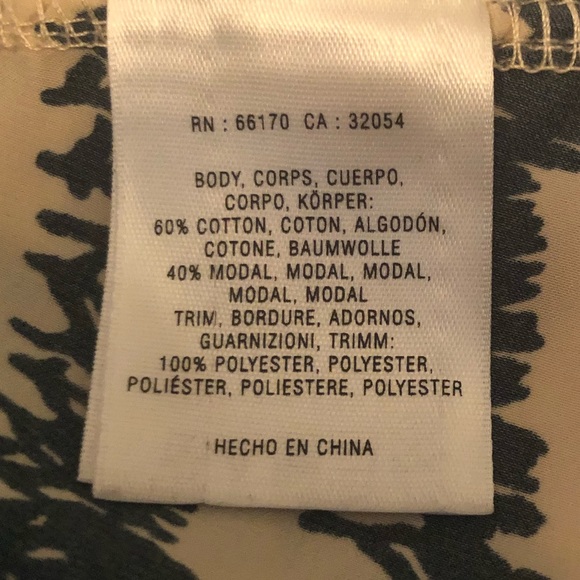 RN : 66170 CA : 32054
BODY, CORPS, CUERPO,
CORPO, KÖRPER:
60% COTTON, COTON, ALGODÓN,
COTONE, BAUMWOLLE
40% MODAL, MODAL, MODAL,
MODAL, MODAL
TRIM, BORDURE, ADORNOS,
GUARNIZIONI, TRIMM:
100% POLYESTER, POLYESTER,
POLIÉSTER, POLIESTERE, POLYESTER
HECHO EN CHINA